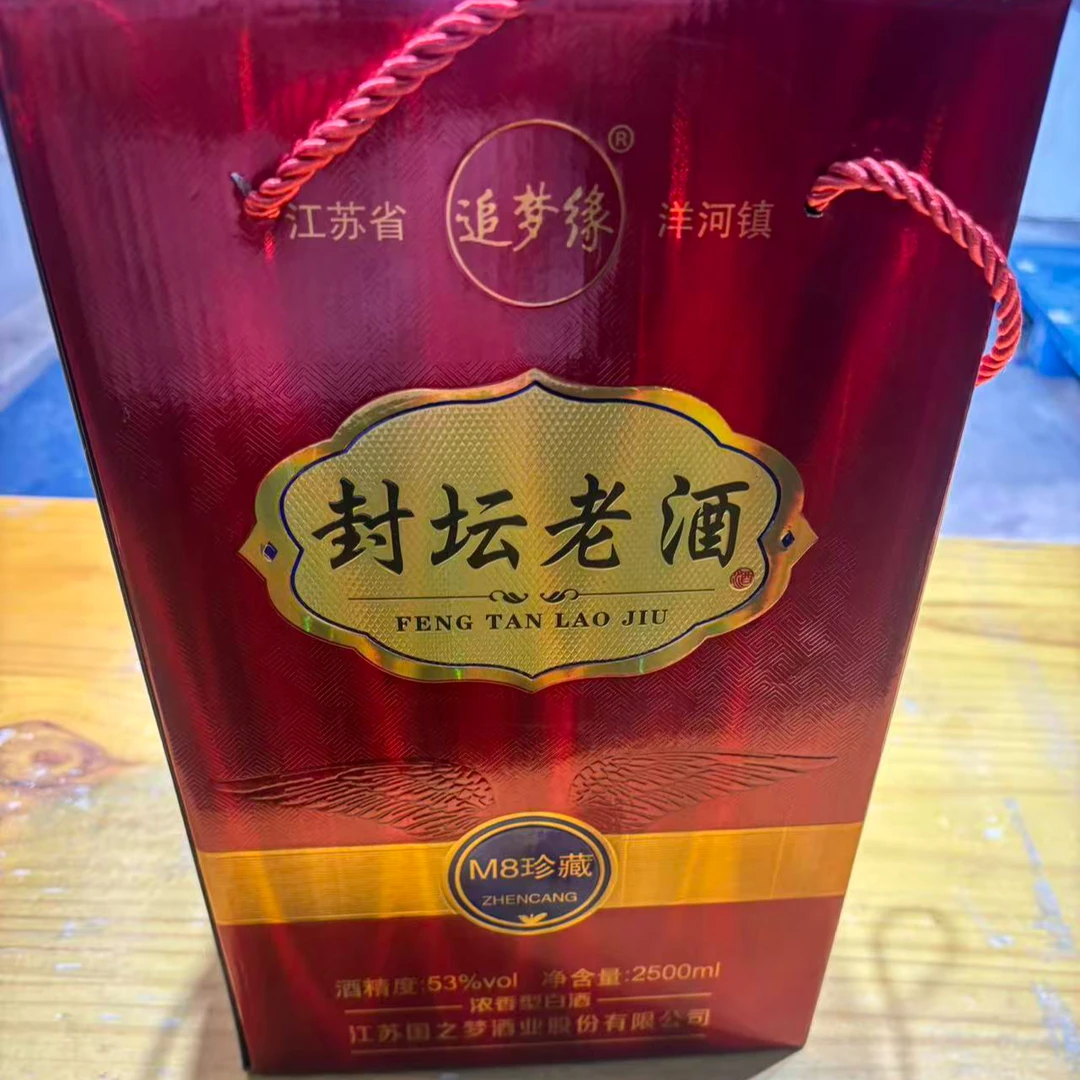 江苏省 追梦缘® 洋河镇
封坛老酒
FENG TAN LAO JIU
M8珍藏
ZHENCANG
酒精度:53%vol 净含量:2500ml
浓香型白酒
江苏国之梦酒业股份有限公司